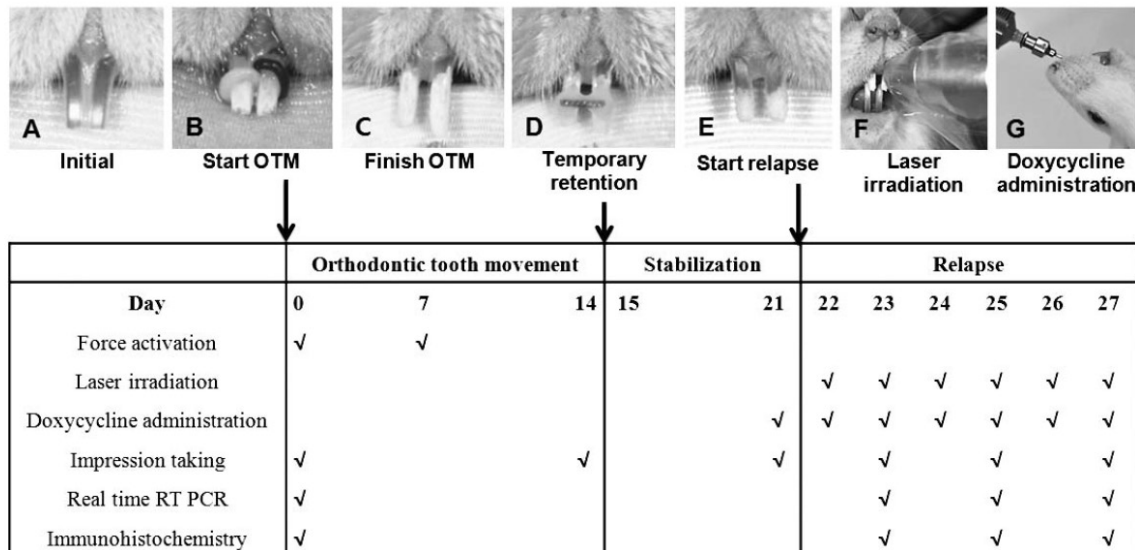 A B C D E F G
Initial Start OTM Finish OTM Temporary retention Start relapse Laser irradiation Doxycycline administration
Orthodontic tooth movement Stabilization Relapse
Day 0 7 14 15 21 22 23 24 25 26 27
Force activation √ √
Laser irradiation √ √ √ √ √ √
Doxycycline administration √ √ √ √ √ √ √
Impression taking √ √ √ √ √ √
Real time RT PCR √ √ √ √
Immunohistochemistry √ √ √ √